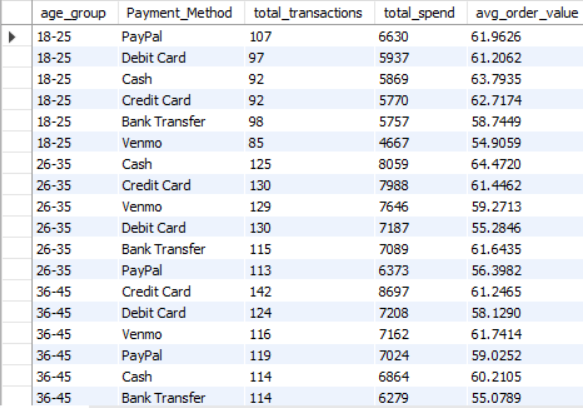 age_group Payment_Method total_transactions total_spend avg_order_value
18-25 PayPal 107 6630 61.9626
18-25 Debit Card 97 5937 61.2062
18-25 Cash 92 5869 63.7935
18-25 Credit Card 92 5770 62.7174
18-25 Bank Transfer 98 5757 58.7449
18-25 Venmo 85 4667 54.9059
26-35 Cash 125 8059 64.4720
26-35 Credit Card 130 7988 61.4462
26-35 Venmo 129 7646 59.2713
26-35 Debit Card 130 7187 55.2846
26-35 Bank Transfer 115 7089 61.6435
26-35 PayPal 113 6373 56.3982
36-45 Credit Card 142 8697 61.2465
36-45 Debit Card 124 7208 58.1290
36-45 Venmo 116 7162 61.7414
36-45 PayPal 119 7024 59.0252
36-45 Cash 114 6864 60.2105
36-45 Bank Transfer 114 6279 55.0789